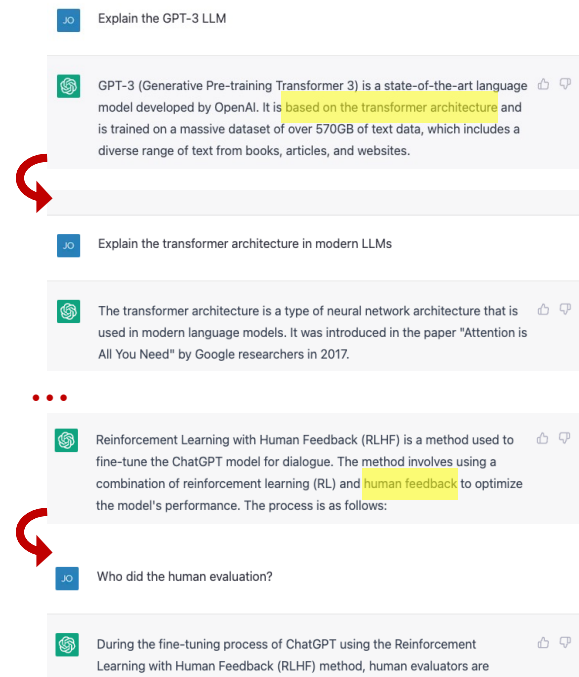 JO
Explain the GPT-3 LLM
GPT-3 (Generative Pre-training Transformer 3) is a state-of-the-art language
model developed by OpenAI. It is based on the transformer architecture and
is trained on a massive dataset of over 570GB of text data, which includes a
diverse range of text from books, articles, and websites.
JO
Explain the transformer architecture in modern LLMs
The transformer architecture is a type of neural network architecture that is
used in modern language models. It was introduced in the paper "Attention is
All You Need" by Google researchers in 2017.
...
Reinforcement Learning with Human Feedback (RLHF) is a method used to
fine-tune the ChatGPT model for dialogue. The method involves using a
combination of reinforcement learning (RL) and human feedback to optimize
the model's performance. The process is as follows:
JO
Who did the human evaluation?
During the fine-tuning process of ChatGPT using the Reinforcement
Learning with Human Feedback (RLHF) method, human evaluators are